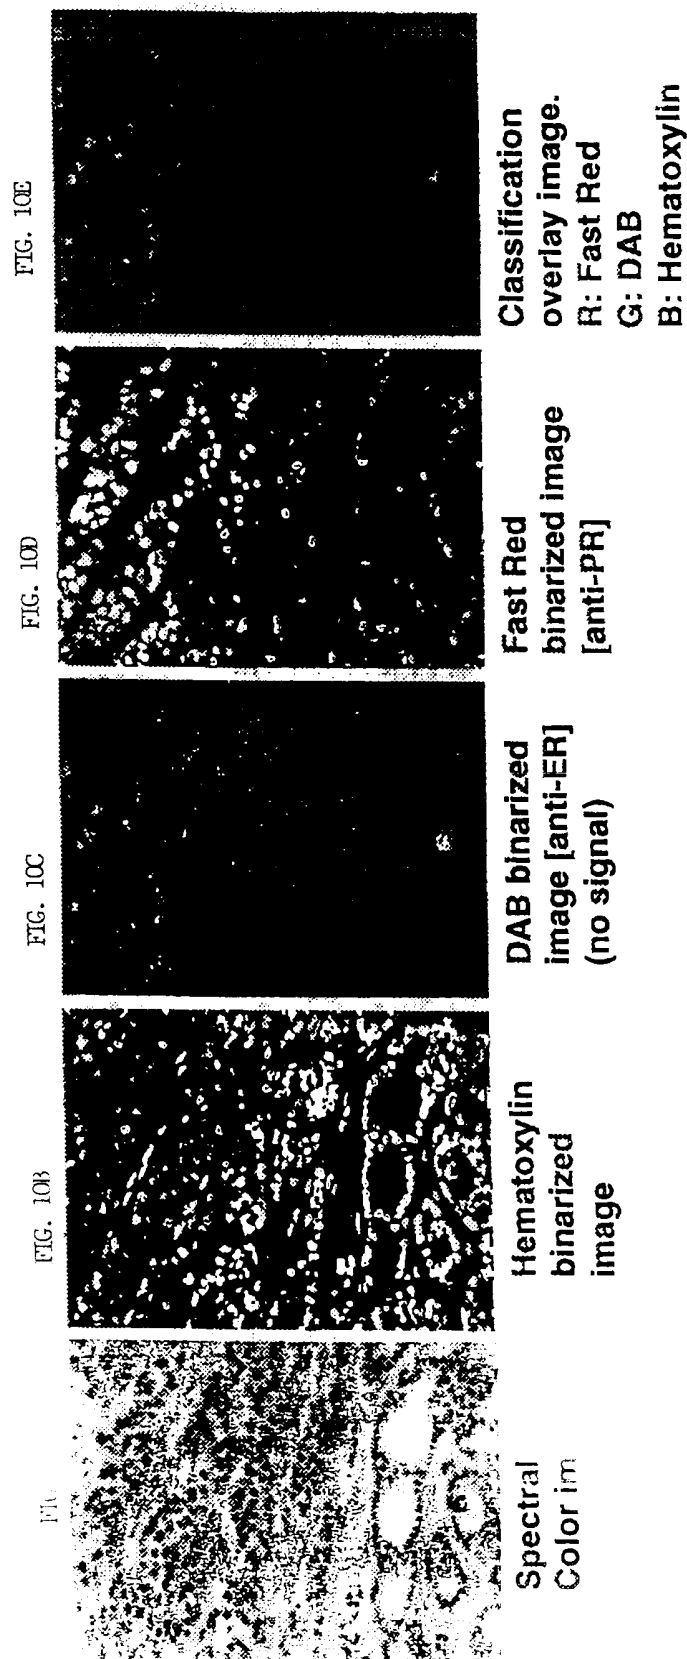 FIG. 10B
FIG. 10C
FIG. 10D
FIG. 10E
Spectral
Color
Hematoxylin
binarized
image
DAB binarized
image [anti-ER]
(no signal)
Fast Red
binarized image
[anti-PR]
Classification
overlay image.
R: Fast Red
G: DAB
B: Hematoxylin